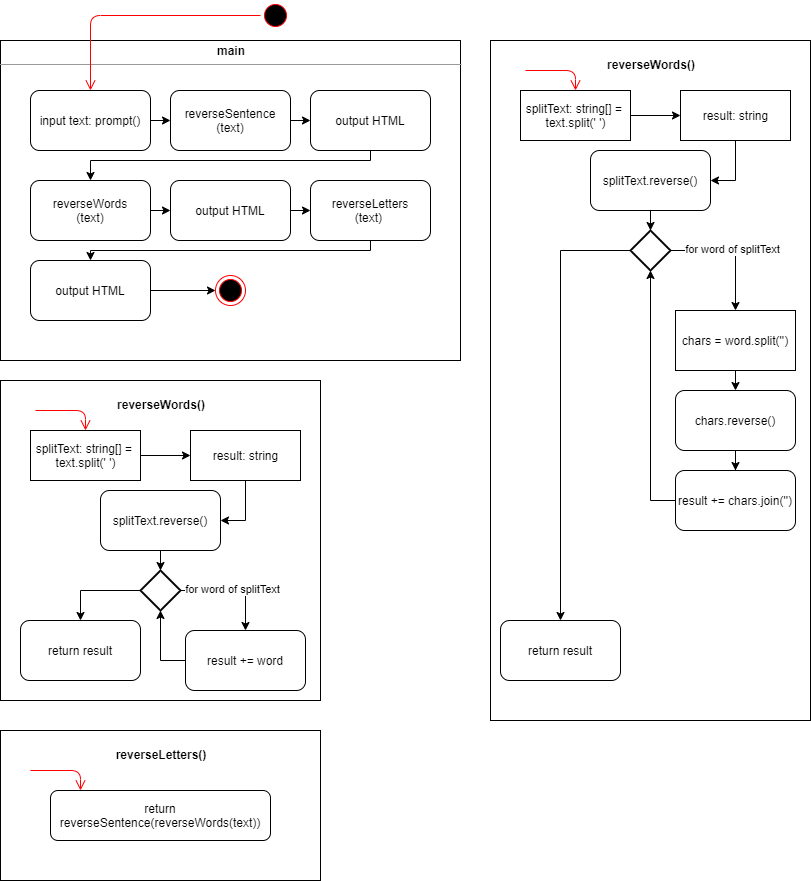 main
input text: prompt()
reverseSentence
(text)
output HTML
reverseWords
(text)
output HTML
reverseLetters
(text)
output HTML
reverseWords()
splitText: string[] =
text.split(' ')
result: string
splitText.reverse()
for word of splitText
return result
result += word
reverseLetters()
return
reverseSentence(reverseWords(text))
reverseWords()
splitText: string[] =
text.split(' ')
result: string
splitText.reverse()
for word of splitText
chars = word.split('')
chars.reverse()
result += chars.join('')
return result